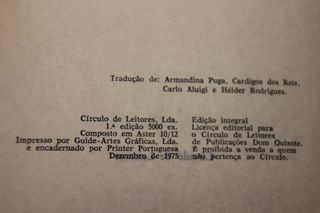 Tradução de: Armandina Puga, Cardigos dos Reis,
Carlo Aluigi e Hélder Rodrigues.
Círculo de Leitores, Lda.
1.ª edição 5000 ex.
Composto em Aster 10/12
Impresso por Guide-Artes Gráficas, Lda.
e encadernado por Printer Portuguesa
Dezembro de 1975
Edição integral
Licença editorial para
o Círculo de Leitores
de Publicações Dom Quixote.
É proibida a venda a quem
não pertença ao Círculo.